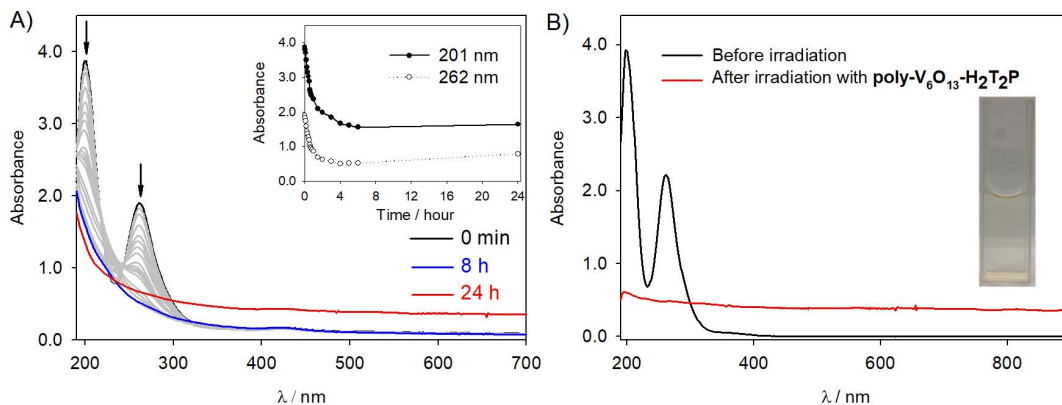 A)
4.0
3.0
2.0
1.0
0.0
Absorbance
200 300 400 500 600 700
λ / nm
4.0
3.0
2.0
1.0
0.0
Absorbance
0 4 8 12 16 20 24
Time / hour
201 nm
262 nm
0 min
8 h
24 h
B)
4.0
3.0
2.0
1.0
0.0
Absorbance
200 400 600 800
λ / nm
Before irradiation
After irradiation with poly-V₆O₁₃-H₂T₂P